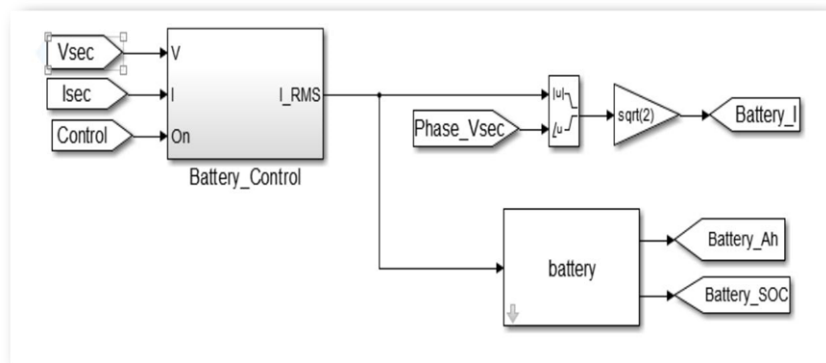 Vsec
Isec
Control
V
I
On
I_RMS
Battery_Control
Phase_Vsec
|u|
∠u
sqrt(2)
Battery_I
battery
Battery_Ah
Battery_SOC